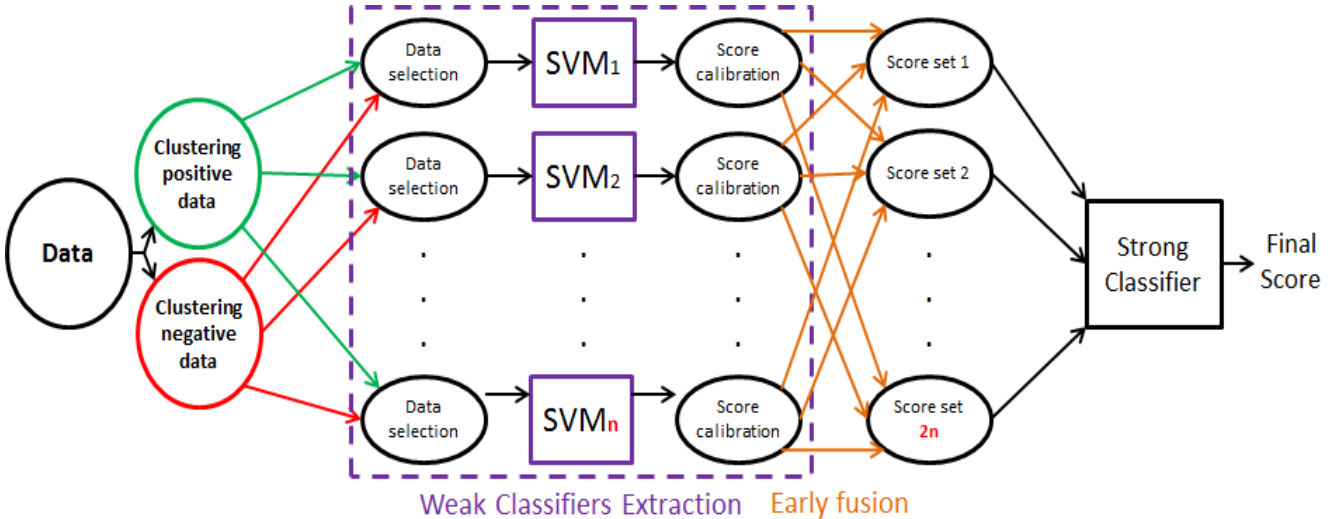 Data
Clustering
positive
data
Clustering
negative
data
Data
selection
SVM1
Score
calibration
Score set 1
Data
selection
SVM2
Score
calibration
Score set 2
Data
selection
SVMn
Score
calibration
Score set
2n
Strong
Classifier
Final
Score
Weak Classifiers Extraction
Early fusion